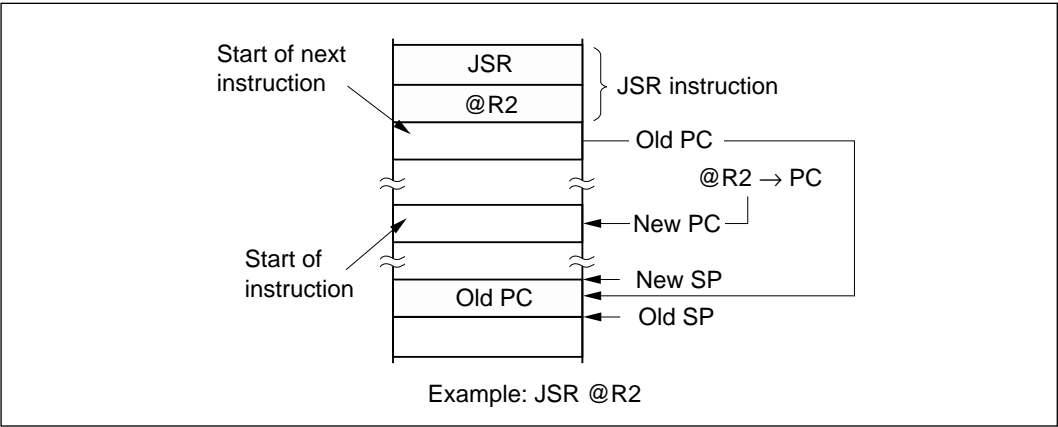 Start of next
instruction
JSR
@R2
JSR instruction
Old PC
@R2 → PC
New PC
Start of
instruction
New SP
Old PC
Old SP
Example: JSR @R2